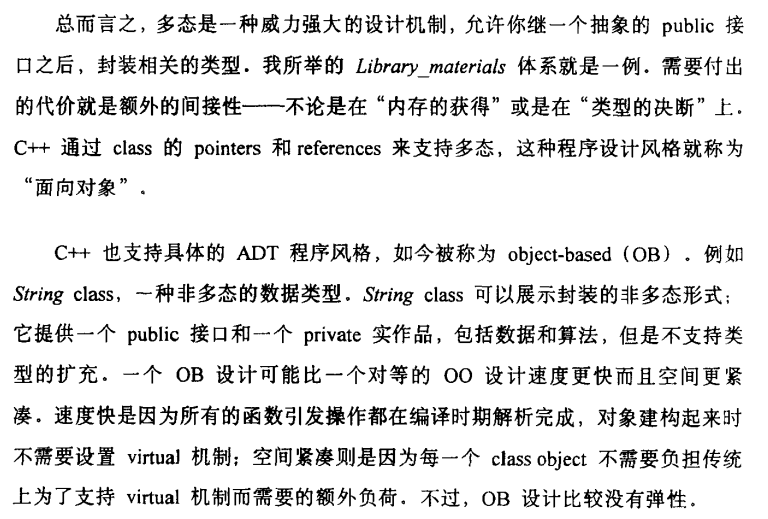 总而言之，多态是一种威力强大的设计机制，允许你继一个抽象的 public 接
口之后，封装相关的类型．我所举的 Library_materials 体系就是一例．需要付出
的代价就是额外的间接性——不论是在“内存的获得”或是在“类型的决断”上．
C++ 通过 class 的 pointers 和 references 来支持多态，这种程序设计风格就称为
“面向对象”．
C++ 也支持具体的 ADT 程序风格，如今被称为 object-based（OB）．例如
String class，一种非多态的数据类型．String class 可以展示封装的非多态形式；
它提供一个 public 接口和一个 private 实作品，包括数据和算法，但是不支持类
型的扩充．一个 OB 设计可能比一个对等的 OO 设计速度更快而且空间更紧
凑．速度快是因为所有的函数引发操作都在编译时期解析完成，对象建构起来时
不需要设置 virtual 机制；空间紧凑则是因为每一个 class object 不需要负担传统
上为了支持 virtual 机制而需要的额外负荷．不过，OB 设计比较没有弹性．